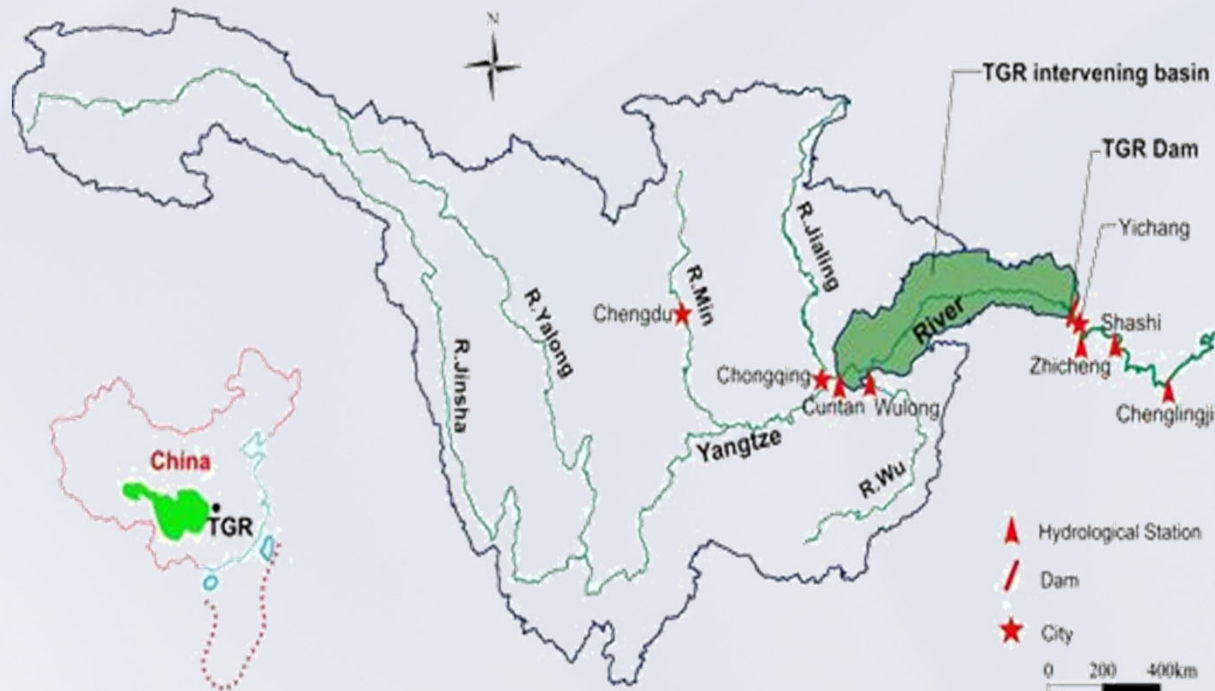 N
TGR intervening basin
TGR Dam
Yichang
R.Jialing
R.Min
Chengdu
R.Yalong
R.Jinsha
River
Shashi
Zhicheng
Chongqing
Cuntan
Wulong
Chenglingji
Yangtze
R.Wu
China
TGR
Hydrological Station
Dam
City
0 200 400km